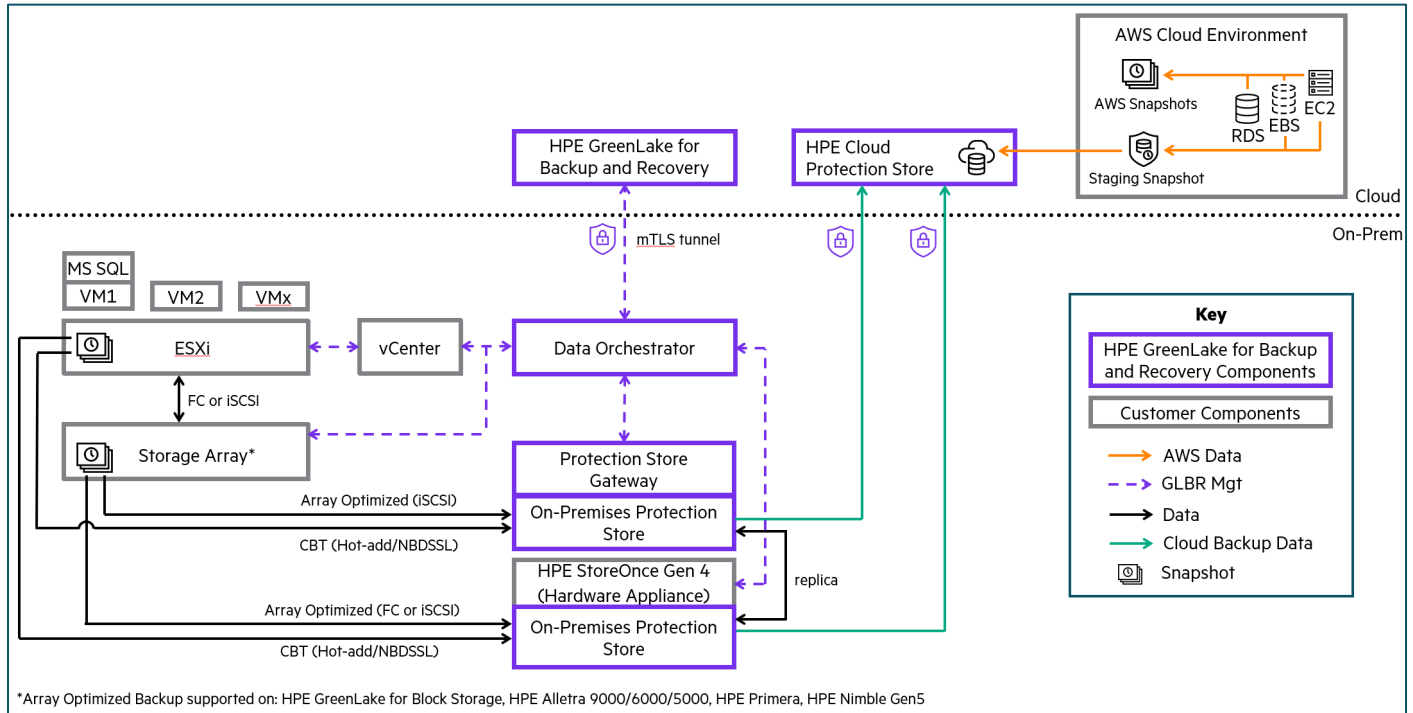 AWS Cloud Environment
AWS Snapshots
RDS
EBS
EC2
Staging Snapshot
HPE GreenLake for
Backup and Recovery
HPE Cloud
Protection Store
Cloud
On-Prem
mTLS tunnel
MS SQL
VM1
VM2
VMx
ESXi
vCenter
Data Orchestrator
FC or iSCSI
Storage Array*
Protection Store
Gateway
On-Premises Protection
Store
Array Optimized (iSCSI)
CBT (Hot-add/NBDSSL)
HPE StoreOnce Gen 4
(Hardware Appliance)
On-Premises Protection
Store
replica
Array Optimized (FC or iSCSI)
CBT (Hot-add/NBDSSL)
Key
HPE GreenLake for Backup
and Recovery Components
Customer Components
AWS Data
GLBR Mgt
Data
Cloud Backup Data
Snapshot
*Array Optimized Backup supported on: HPE GreenLake for Block Storage, HPE Alletra 9000/6000/5000, HPE Primera, HPE Nimble Gen5